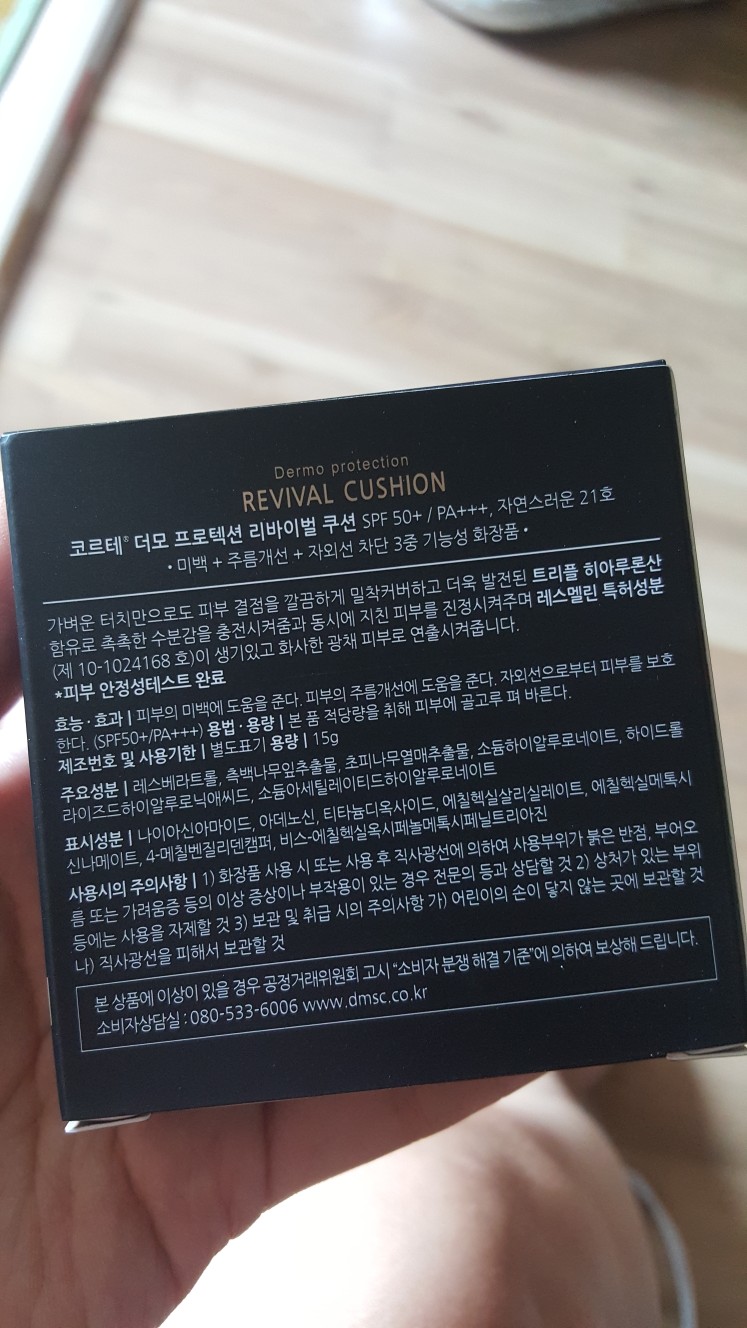 Dermo protection
REVIVAL CUSHION
코르테® 더모 프로텍션 리바이벌 쿠션 SPF 50+ / PA+++, 자연스러운 21호
• 미백 + 주름개선 + 자외선 차단 3중 기능성 화장품 •
가벼운 터치만으로도 피부 결점을 깔끔하게 밀착커버하고 더욱 발전된 트리플 히아루론산
함유로 촉촉한 수분감을 충전시켜줌과 동시에 지친 피부를 진정시켜주며 레스멜린 특허성분
(제 10-1024168 호)이 생기있고 화사한 광채 피부로 연출시켜줍니다.
*피부 안정성테스트 완료
효능·효과 | 피부의 미백에 도움을 준다. 피부의 주름개선에 도움을 준다. 자외선으로부터 피부를 보호
한다. (SPF50+/PA+++) 용법·용량 | 본 품 적당량을 취해 피부에 골고루 펴 바른다.
제조번호 및 사용기한 | 별도표기 용량 | 15g
주요성분 | 레스베라트롤, 측백나무잎추출물, 초피나무열매추출물, 소듐하이알루로네이트, 하이드롤
라이즈드하이알루로닉애씨드, 소듐아세틸레이티드하이알루로네이트
표시성분 | 나이아신아마이드, 아데노신, 티타늄디옥사이드, 에칠헥실살리실레이트, 에칠헥실메톡시
신나메이트, 4-메칠벤질리덴캠퍼, 비스-에칠헥실옥시페놀메톡시페닐트리아진
사용시의 주의사항 | 1) 화장품 사용 시 또는 사용 후 직사광선에 의하여 사용부위가 붉은 반점, 부어오
름 또는 가려움증 등의 이상 증상이나 부작용이 있는 경우 전문의 등과 상담할 것 2) 상처가 있는 부위
등에는 사용을 자제할 것 3) 보관 및 취급 시의 주의사항 가) 어린이의 손이 닿지 않는 곳에 보관할 것
나) 직사광선을 피해서 보관할 것
본 상품에 이상이 있을 경우 공정거래위원회 고시 “소비자 분쟁 해결 기준”에 의하여 보상해 드립니다.
소비자상담실 : 080-533-6006 www.dmsc.co.kr